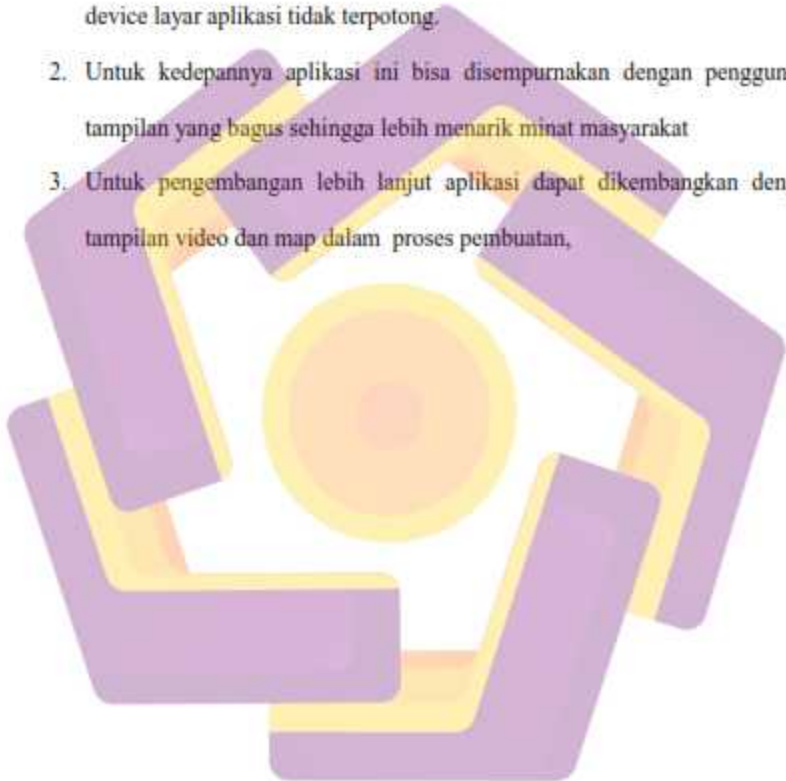 device layar aplikasi tidak terpotong.
2. Untuk kedepannya aplikasi ini bisa disempurnakan dengan penggun
tampilan yang bagus sehingga lebih menarik minat masyarakat
3. Untuk pengembangan lebih lanjut aplikasi dapat dikembangkan den
tampilan video dan map dalam proses pembuatan,